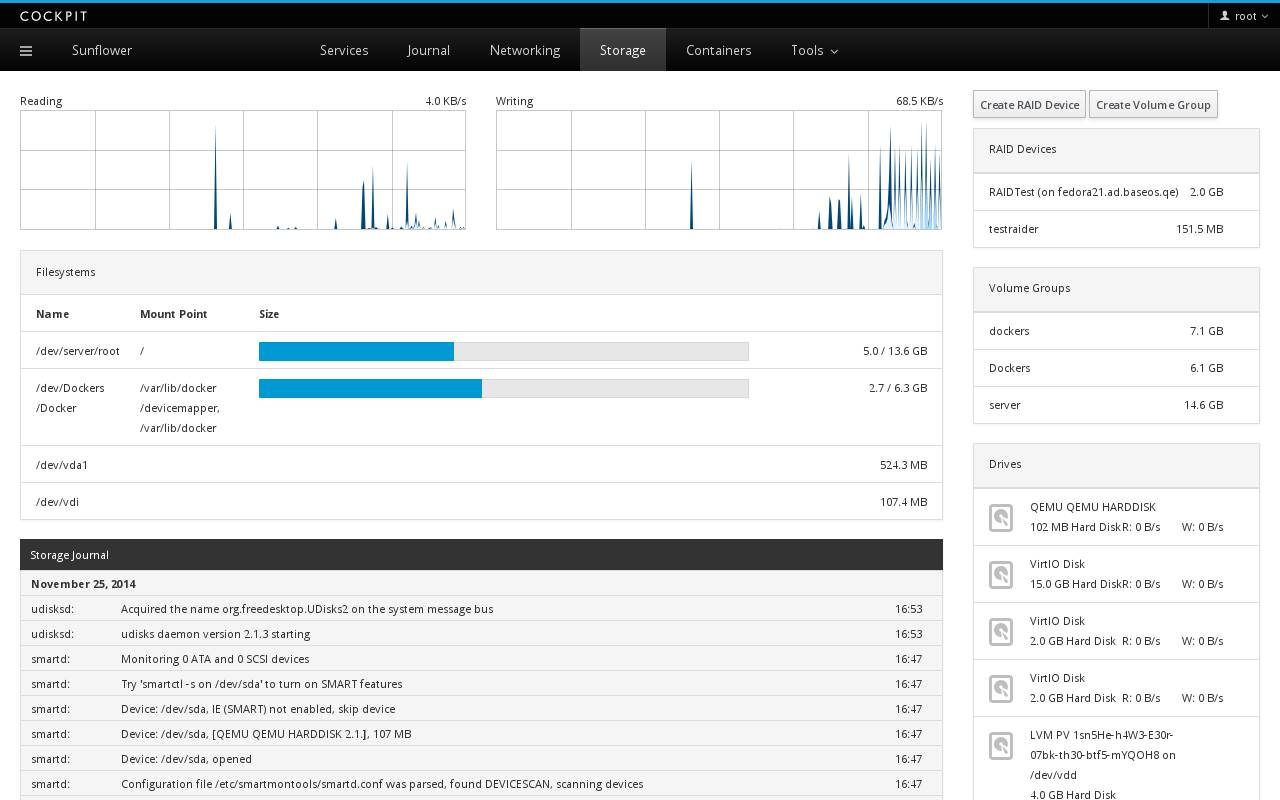 COCKPIT
root
Sunflower
Services Journal Networking Storage Containers Tools
Reading 4.0 KB/s
Writing 68.5 KB/s
Filesystems
Name Mount Point Size
/dev/server/root / 5.0 / 13.6 GB
/dev/Dockers /var/lib/docker 2.7 / 6.3 GB
/Docker /devicemapper,
/var/lib/docker
/dev/vda1 524.3 MB
/dev/vdi 107.4 MB
Storage Journal
November 25, 2014
udisksd: Acquired the name org.freedesktop.UDisks2 on the system message bus 16:53
udisksd: udisks daemon version 2.1.3 starting 16:53
smartd: Monitoring 0 ATA and 0 SCSI devices 16:47
smartd: Try 'smartctl -s on /dev/sda' to turn on SMART features 16:47
smartd: Device: /dev/sda, IE (SMART) not enabled, skip device 16:47
smartd: Device: /dev/sda, [QEMU QEMU HARDDISK 2.1.], 107 MB 16:47
smartd: Device: /dev/sda, opened 16:47
smartd: Configuration file /etc/smartmontools/smartd.conf was parsed, found DEVICESCAN, scanning devices 16:47
Create RAID Device Create Volume Group
RAID Devices
RAIDTest (on fedora21.ad.baseos.qe) 2.0 GB
testraider 151.5 MB
Volume Groups
dockers 7.1 GB
Dockers 6.1 GB
server 14.6 GB
Drives
QEMU QEMU HARDDISK
102 MB Hard Disk R: 0 B/s W: 0 B/s
VirtIO Disk
15.0 GB Hard Disk R: 0 B/s W: 0 B/s
VirtIO Disk
2.0 GB Hard Disk R: 0 B/s W: 0 B/s
VirtIO Disk
2.0 GB Hard Disk R: 0 B/s W: 0 B/s
LVM PV 1sn5He-h4W3-E30r-
07bk-th30-btf5-mYQOH8 on
/dev/vdd
4.0 GB Hard Disk